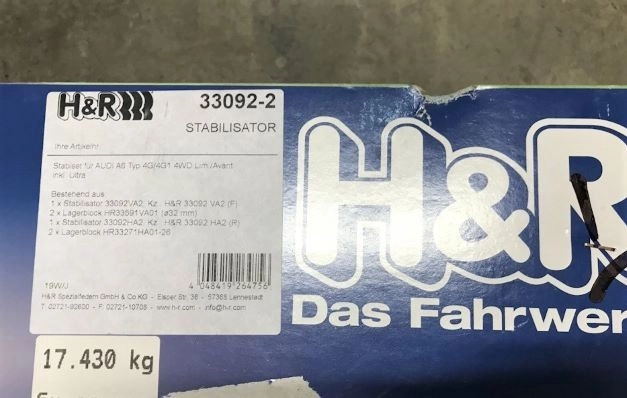 H&R
33092-2
STABILISATOR
Ihre Artikelnr
Stabiset für AUDI A6 Typ 4G/4G1 4WD Lim./Avant
inkl. Ultra
Bestehend aus
1 x Stabilisator 33092VA2, Kz.: H&R 33092 VA2 (F)
2 x Lagerblock HR33591VA01 (ø32 mm)
1 x Stabilisator 33092HA2, Kz.: H&R 33092 HA2 (R)
2 x Lagerblock HR33271HA01-26
19W/J
4 048419 264756
H&R Spezialfedern GmbH & Co KG - Elsper Str. 36 - 57368 Lennestadt
T: 02721-92600 - F: 02721-10708 - www.h-r.com - info@h-r.com
H&R
Das Fahrwer
17.430 kg